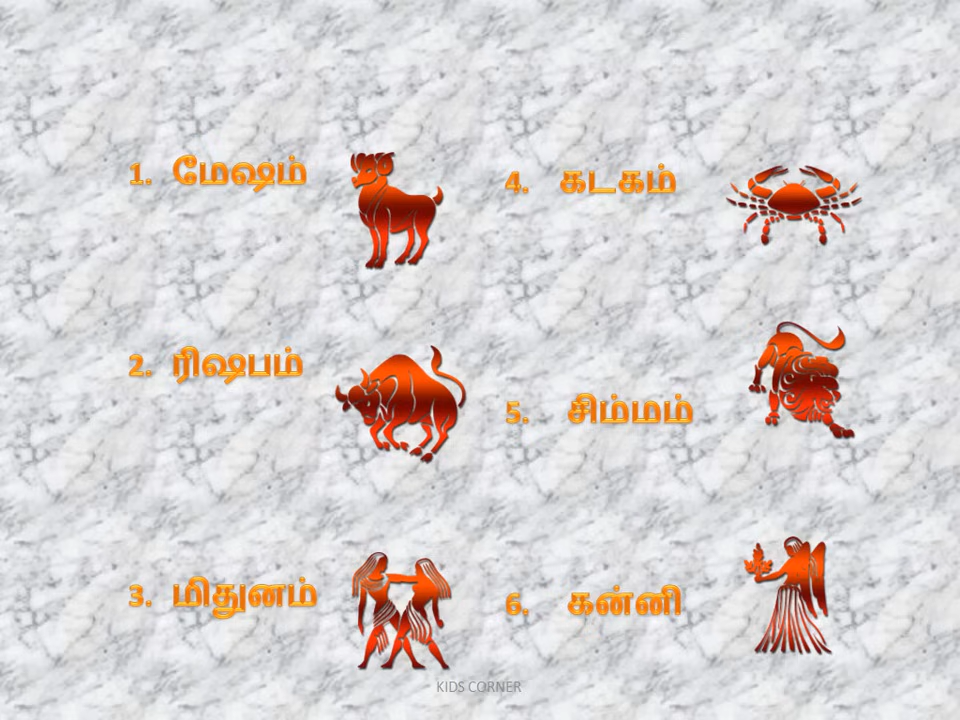 1. மேஷம்
2. ரிஷபம்
3. மிதுனம்
4. கடகம்
5. சிம்மம்
6. கன்னி
KIDS CORNER